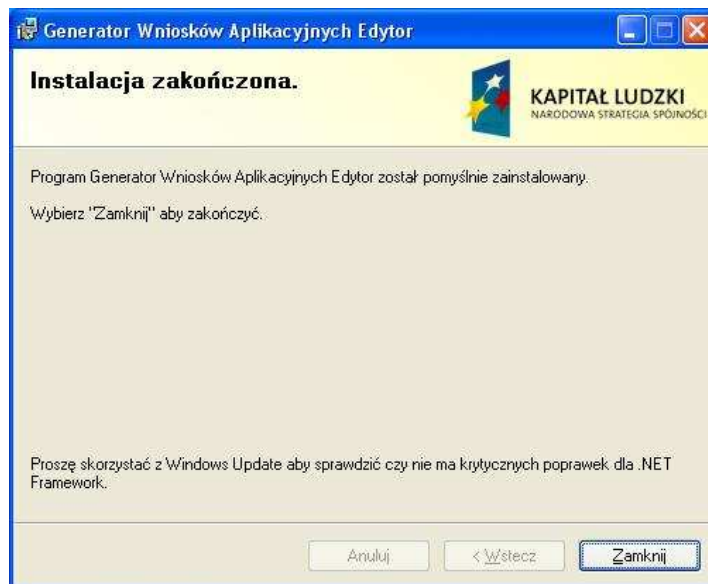 Generator Wniosków Aplikacyjnych Edytor
Instalacja zakończona.
KAPITAŁ LUDZKI
NARODOWA STRATEGIA SPÓJNOŚCI
Program Generator Wniosków Aplikacyjnych Edytor został pomyślnie zainstalowany.
Wybierz "Zamknij" aby zakończyć.
Proszę skorzystać z Windows Update aby sprawdzić czy nie ma krytycznych poprawek dla .NET
Framework.
Anuluj < Wstecz Zamknij